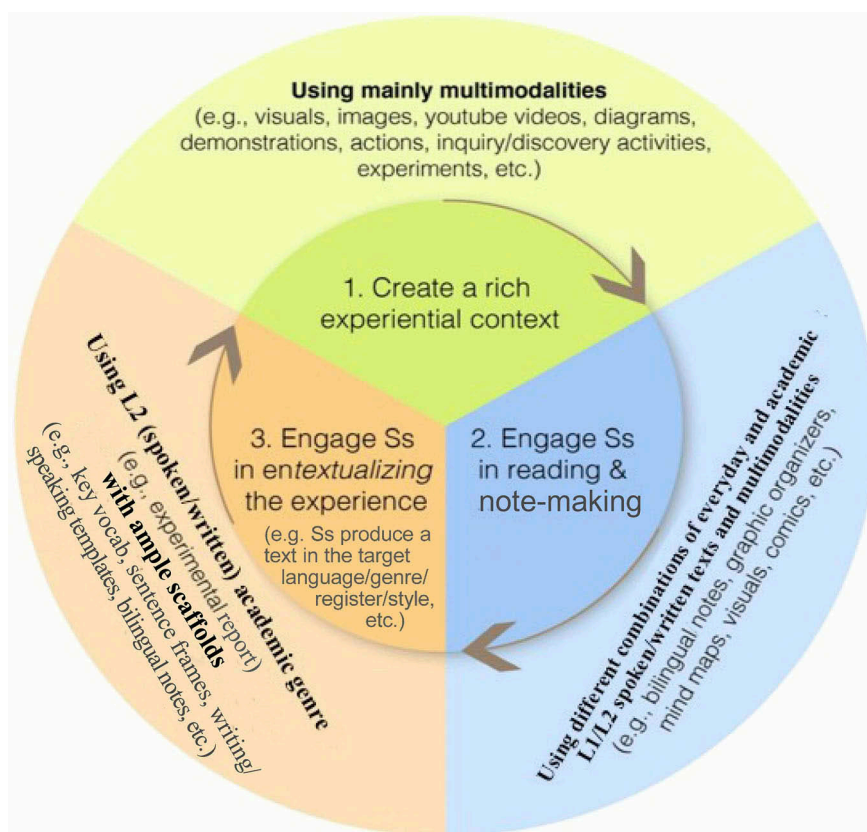 Using mainly multimodalities
(e.g., visuals, images, youtube videos, diagrams,
demonstrations, actions, inquiry/discovery activities,
experiments, etc.)
1. Create a rich
experiential context
2. Engage Ss
in reading &
note-making
Using different combinations of everyday and academic
L1/L2 spoken/written texts and multimodalities
(e.g., bilingual notes, graphic organizers,
mind maps, visuals, comics, etc.)
3. Engage Ss
in entextualizing
the experience
(e.g. Ss produce a
text in the target
language/genre/
register/style,
etc.)
Using L2 (spoken/written) academic genre
(e.g., experimental report)
with ample scaffolds
(e.g., key vocab, sentence frames, writing/
speaking templates, bilingual notes, etc.)